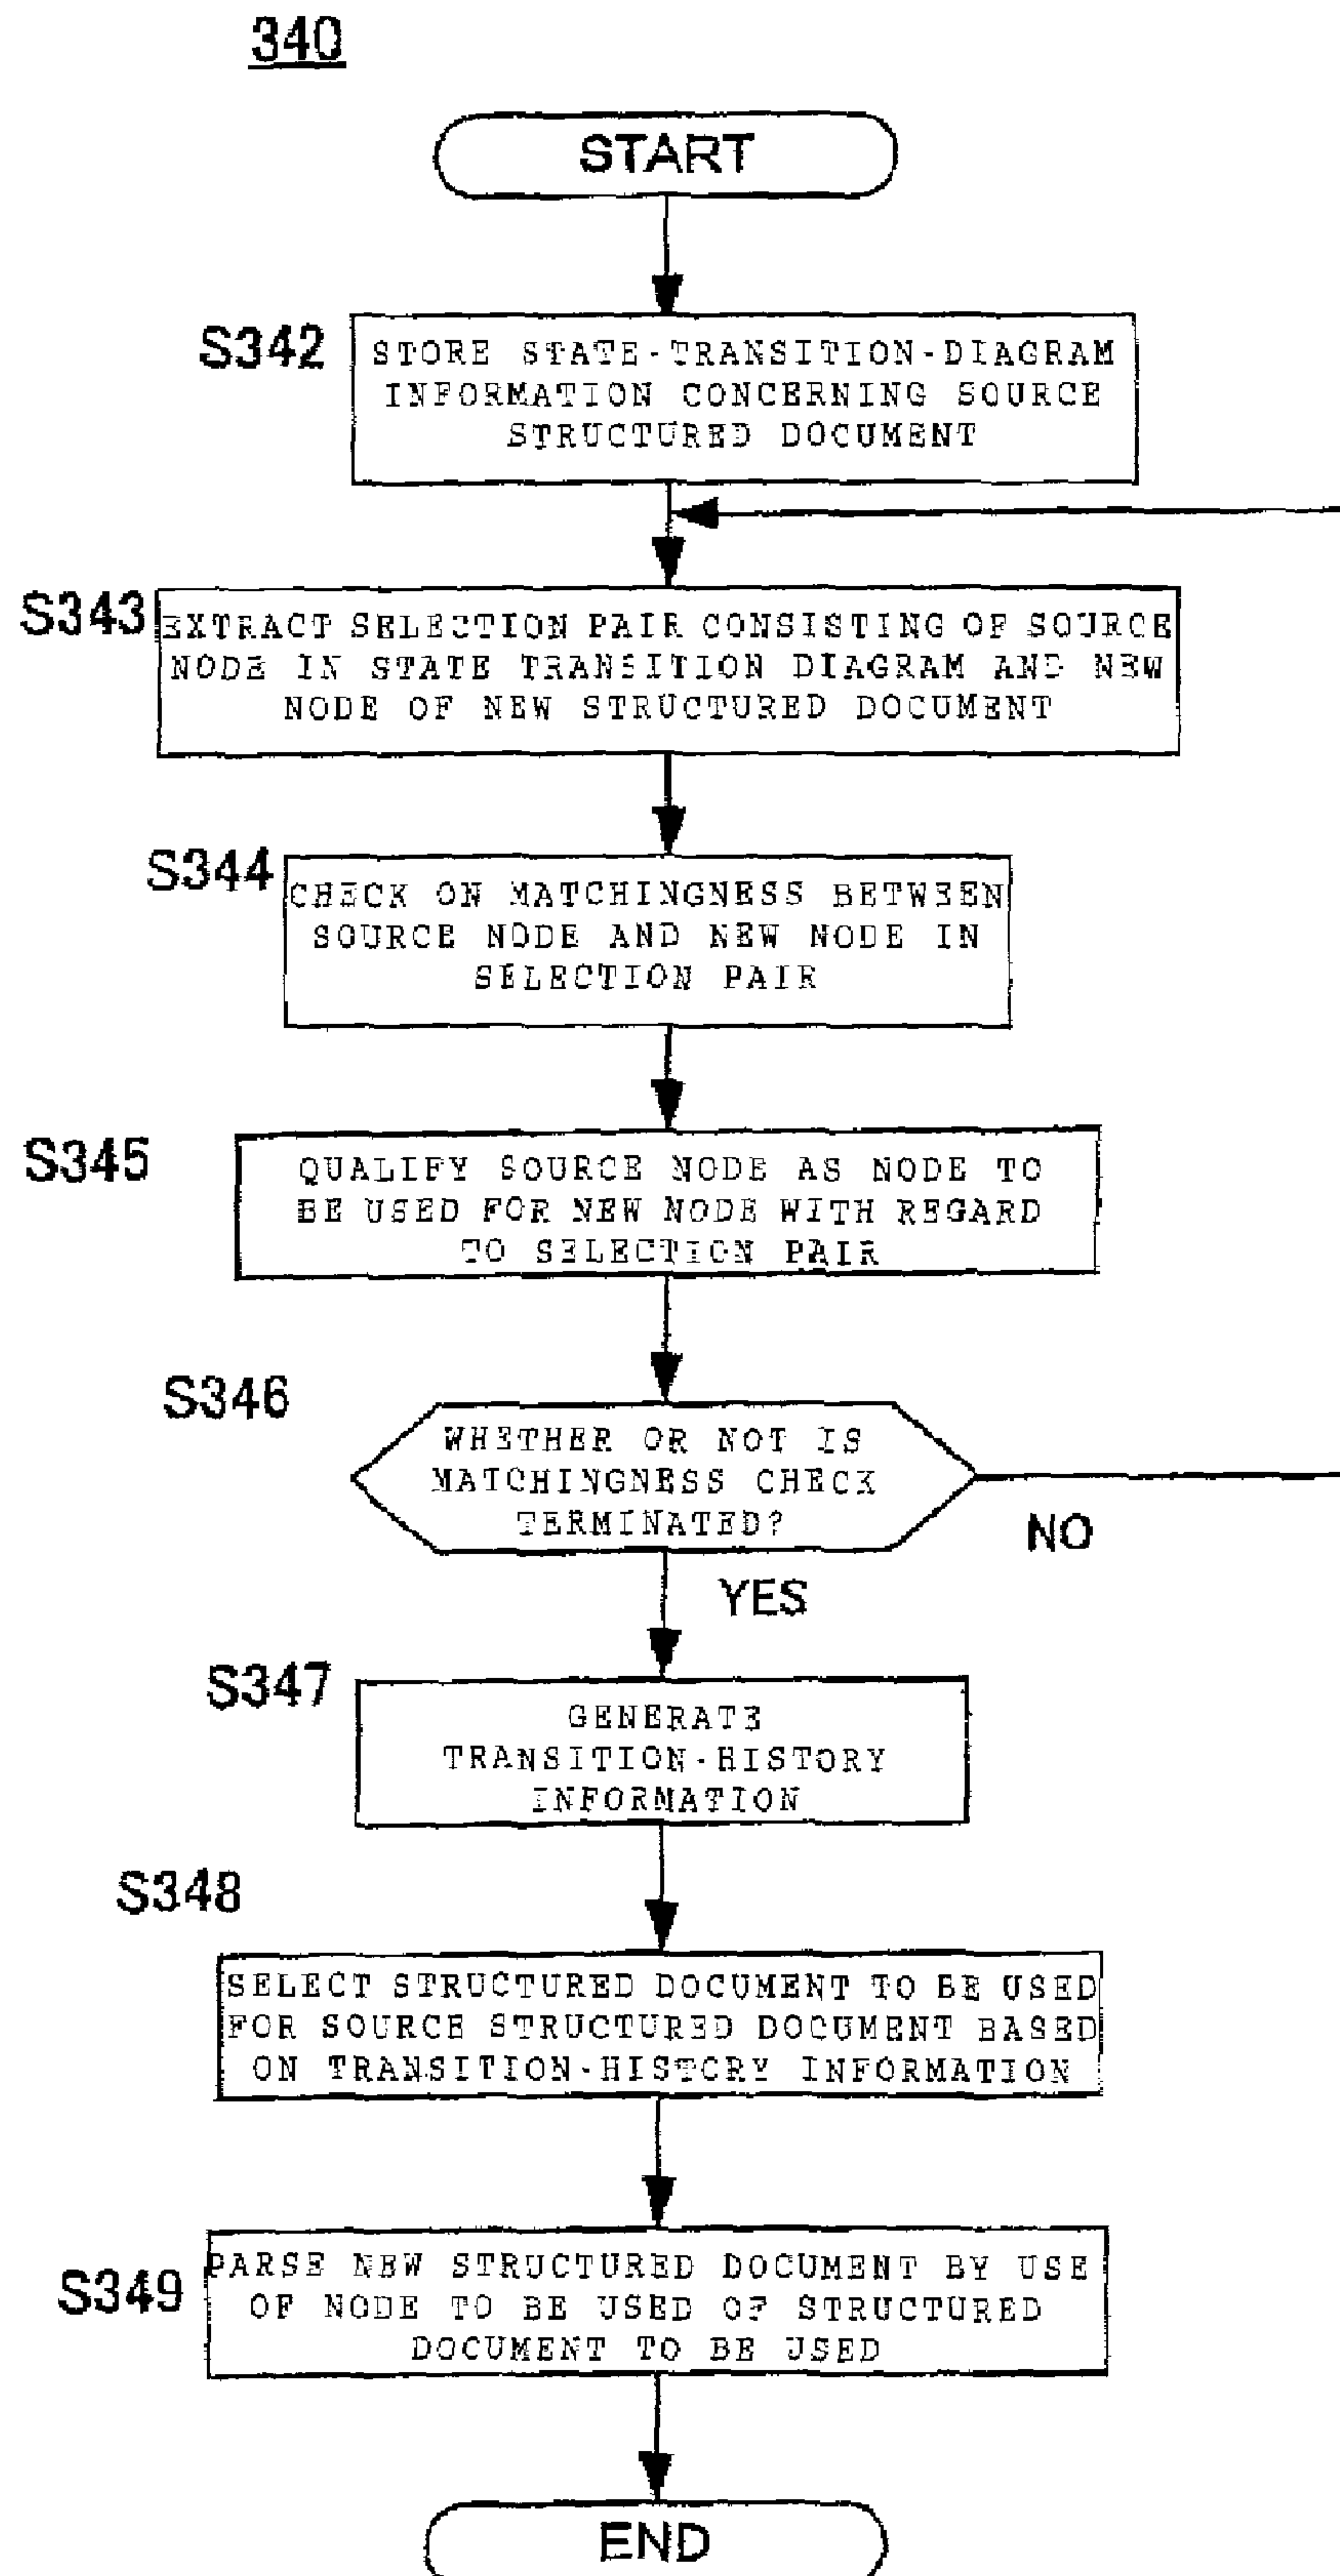 340
START
S342
STORE STATE-TRANSITION-DIAGRAM
INFORMATION CONCERNING SOURCE
STRUCTURED DOCUMENT
S343
EXTRACT SELECTION PAIR CONSISTING OF SOURCE
NODE IN STATE TRANSITION DIAGRAM AND NEW
NODE OF NEW STRUCTURED DOCUMENT
S344
CHECK ON MATCHINGNESS BETWEEN
SOURCE NODE AND NEW NODE IN
SELECTION PAIR
S345
QUALIFY SOURCE NODE AS NODE TO
BE USED FOR NEW NODE WITH REGARD
TO SELECTION PAIR
S346
WHETHER OR NOT IS
MATCHINGNESS CHECK
TERMINATED?
NO
YES
S347
GENERATE
TRANSITION-HISTORY
INFORMATION
S348
SELECT STRUCTURED DOCUMENT TO BE USED
FOR SOURCE STRUCTURED DOCUMENT BASED
ON TRANSITION-HISTORY INFORMATION
S349
PARSE NEW STRUCTURED DOCUMENT BY USE
OF NODE TO BE USED OF STRUCTURED
DOCUMENT TO BE USED
END